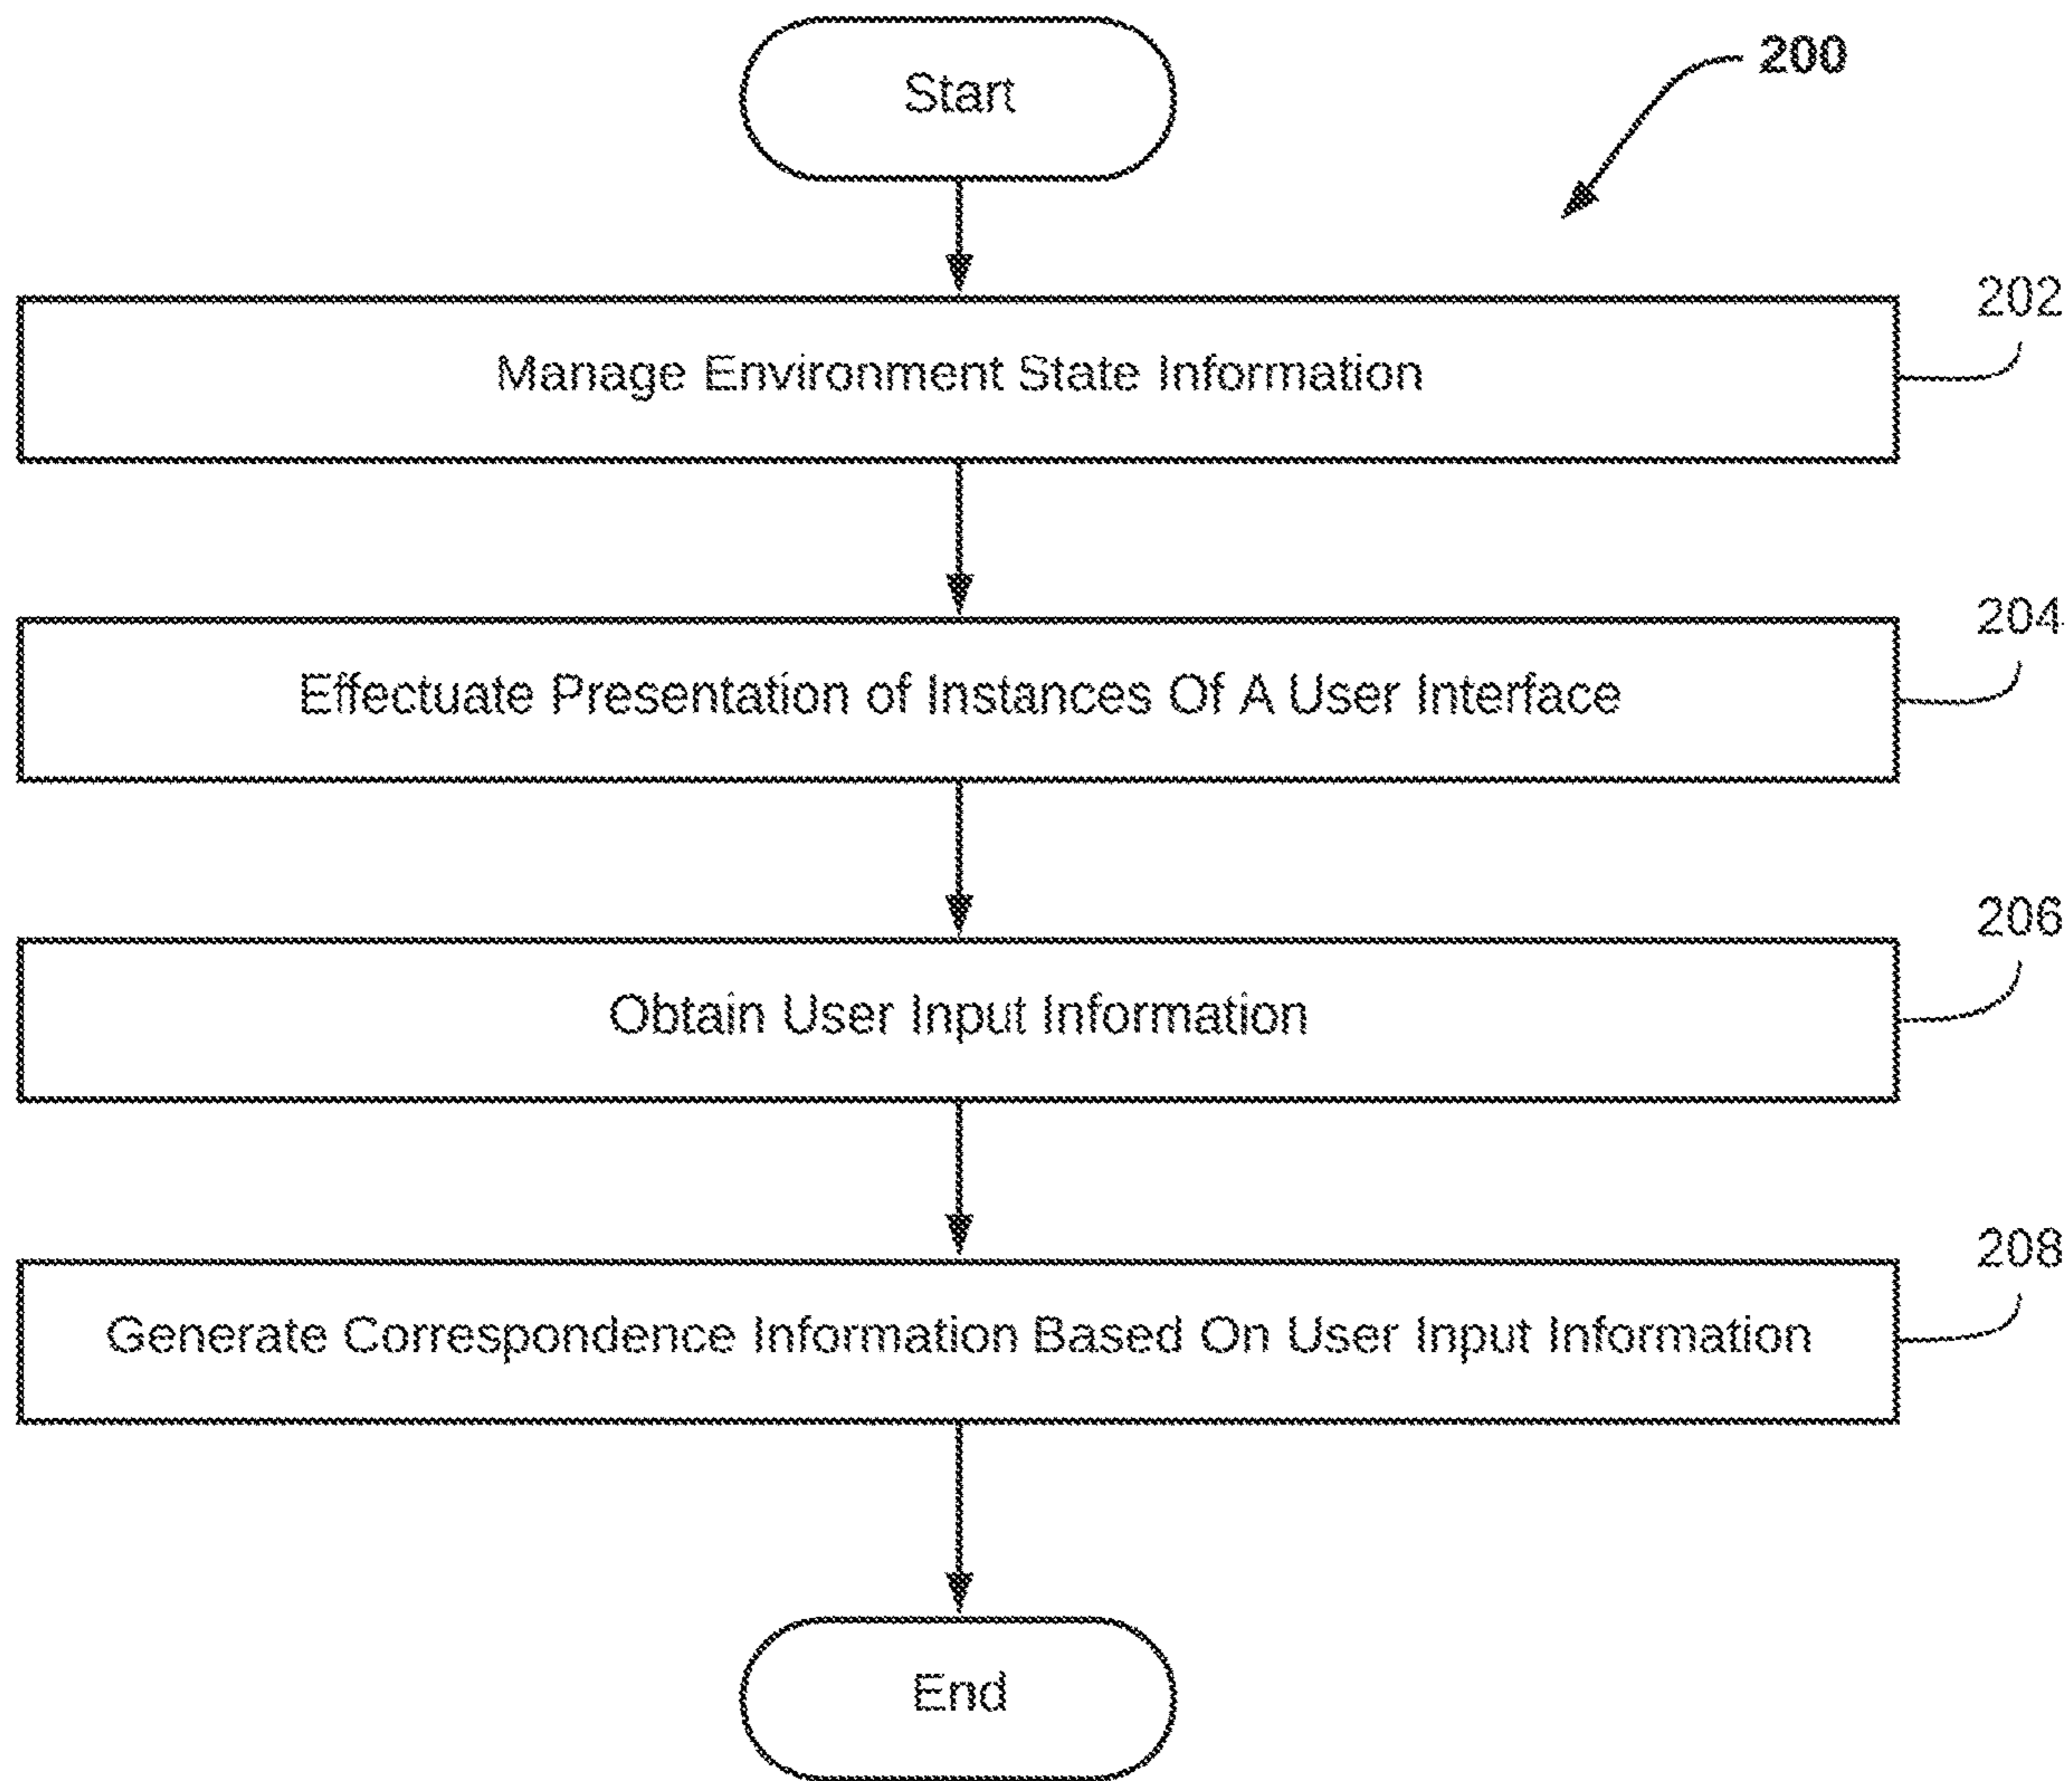 Start
200
202
Manage Environment State Information
204
Effectuate Presentation of Instances Of A User Interface
206
Obtain User Input Information
208
Generate Correspondence Information Based On User Input Information
End